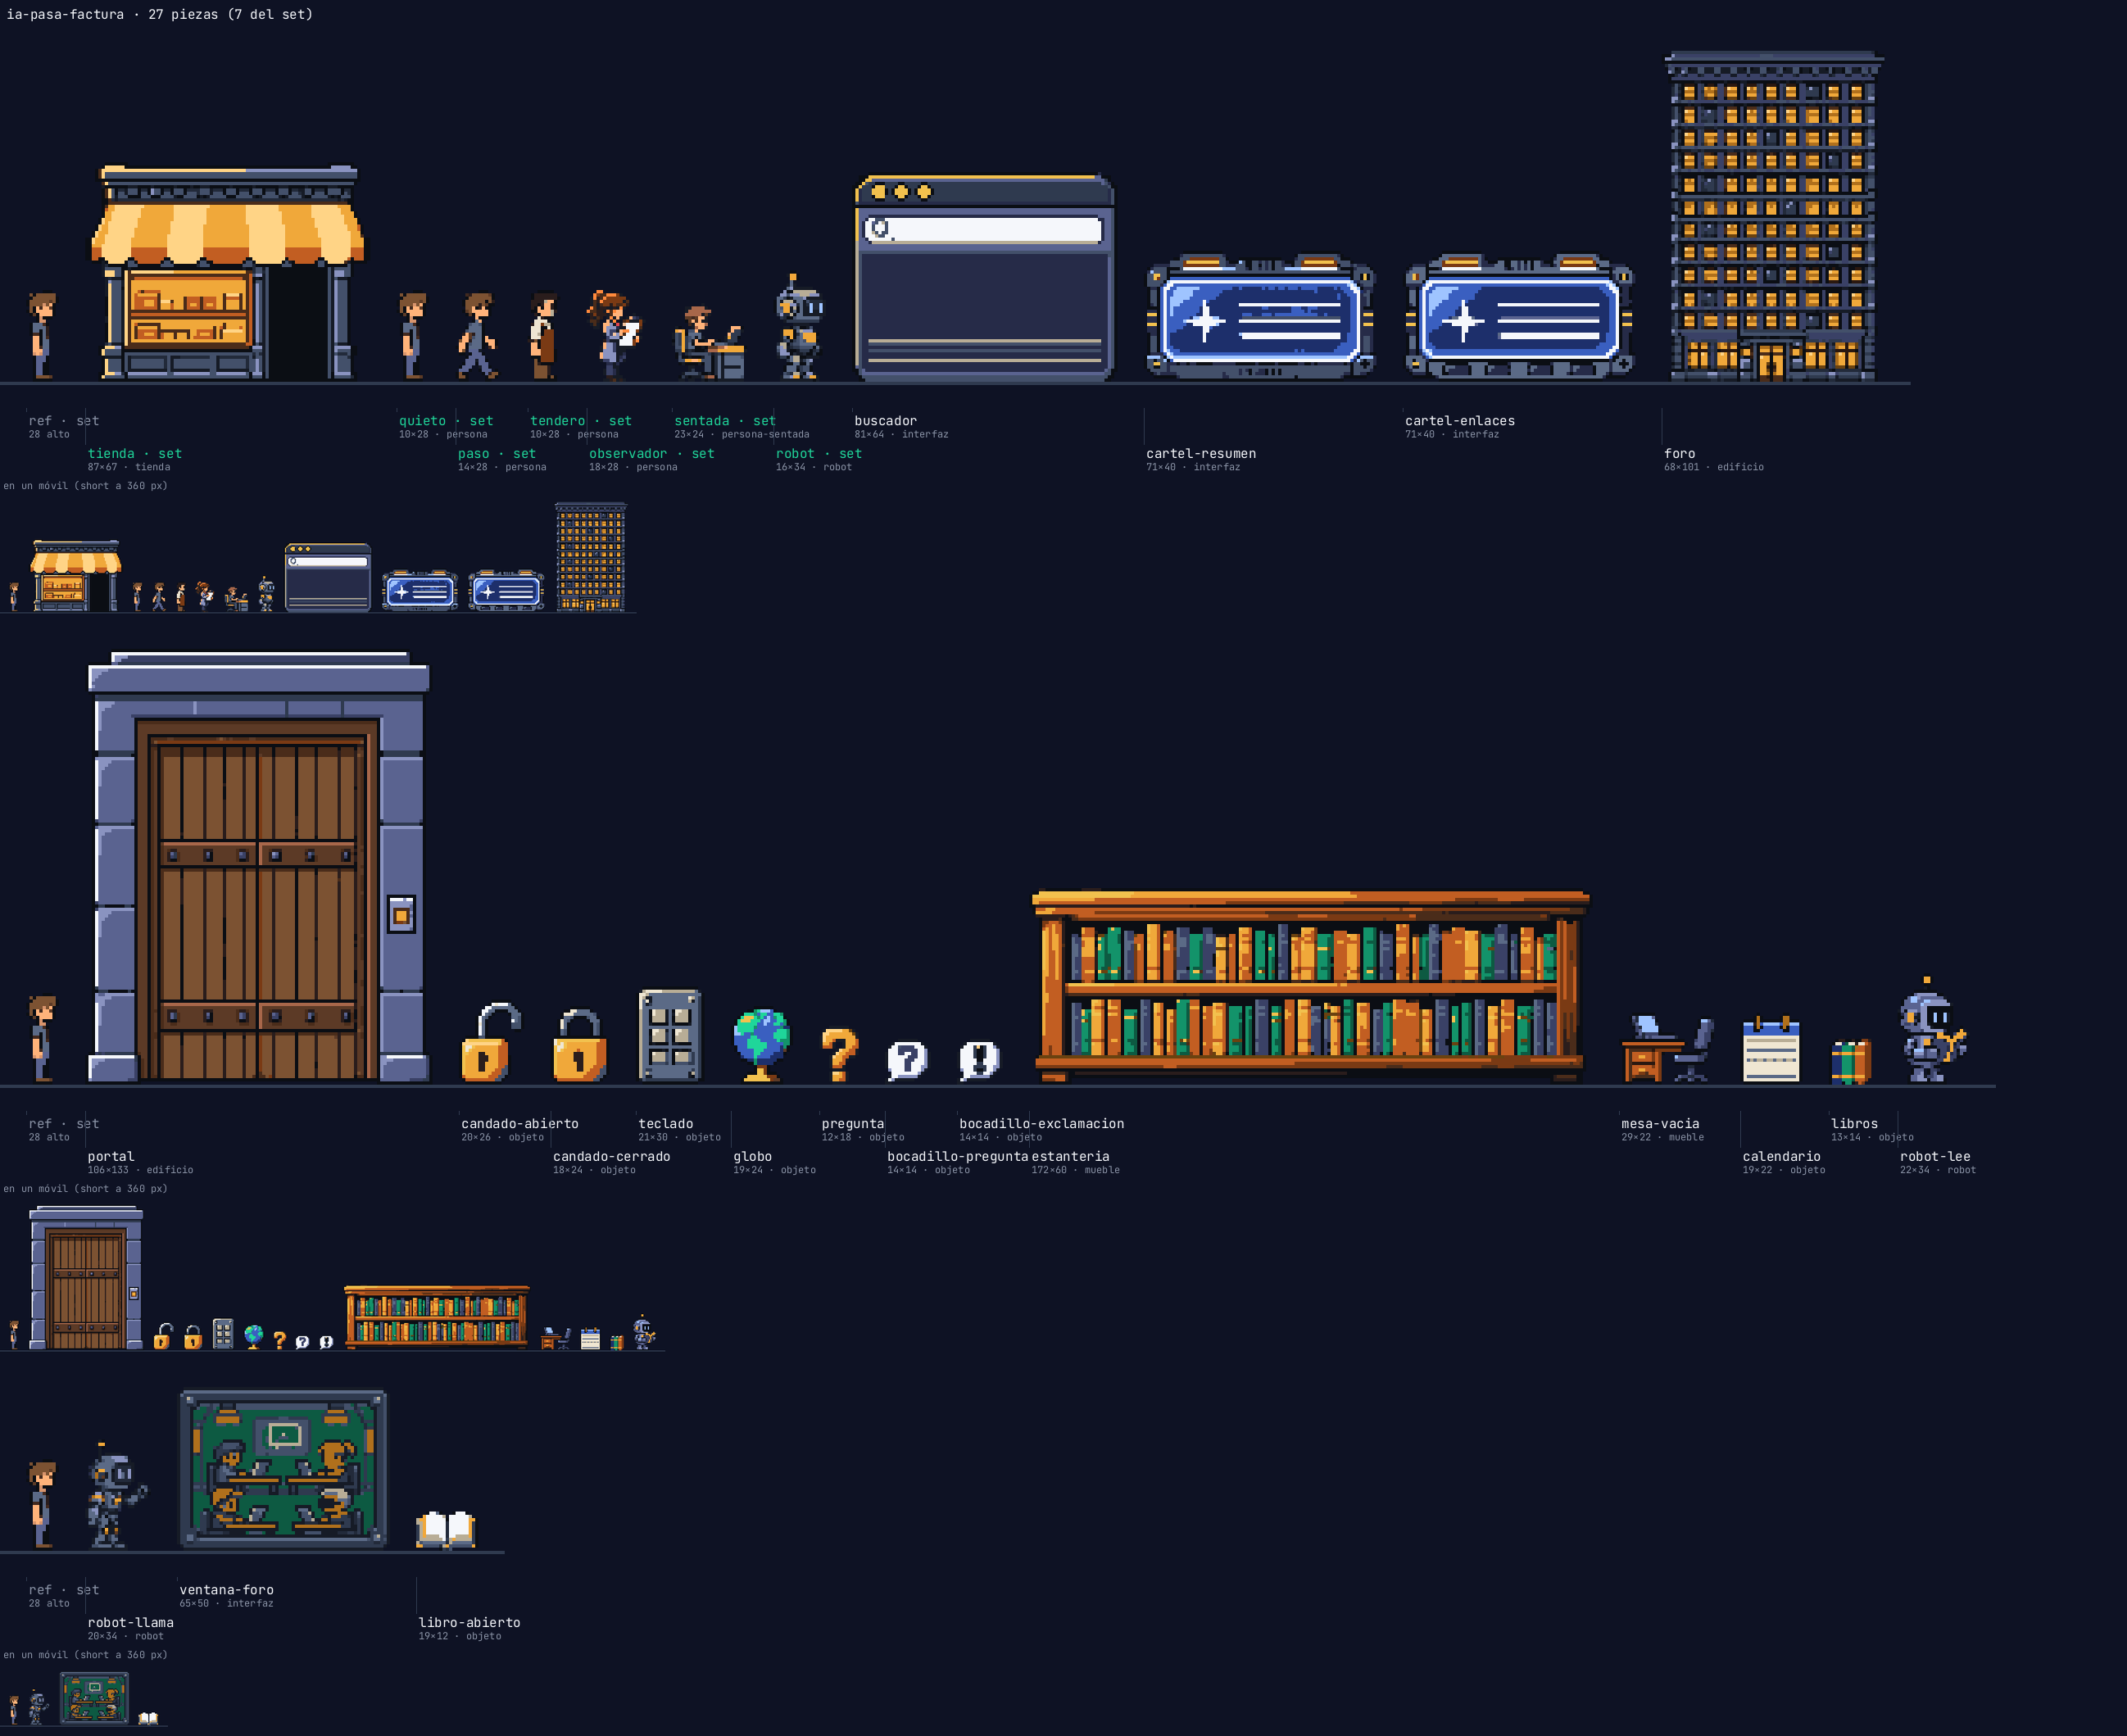 ia-pasa-factura · 27 piezas (7 del set)
ref · set
28 alto
tienda · set
87×67 · tienda
quieto · set
10×28 · persona
paso · set
14×28 · persona
tendero · set
10×28 · persona
observador · set
18×28 · persona
sentada · set
23×24 · persona-sentada
robot · set
16×34 · robot
buscador
81×64 · interfaz
cartel-resumen
71×40 · interfaz
cartel-enlaces
71×40 · interfaz
foro
68×101 · edificio
en un móvil (short a 360 px)
ref · set
28 alto
portal
106×133 · edificio
candado-abierto
20×26 · objeto
candado-cerrado
18×24 · objeto
teclado
21×30 · objeto
globo
19×24 · objeto
pregunta
12×18 · objeto
bocadillo-pregunta
14×14 · objeto
bocadillo-exclamacion
14×14 · objeto
estanteria
172×60 · mueble
mesa-vacia
29×22 · mueble
calendario
19×22 · objeto
libros
13×14 · objeto
robot-lee
22×34 · robot
en un móvil (short a 360 px)
ref · set
28 alto
robot-llama
20×34 · robot
ventana-foro
65×50 · interfaz
libro-abierto
19×12 · objeto
en un móvil (short a 360 px)